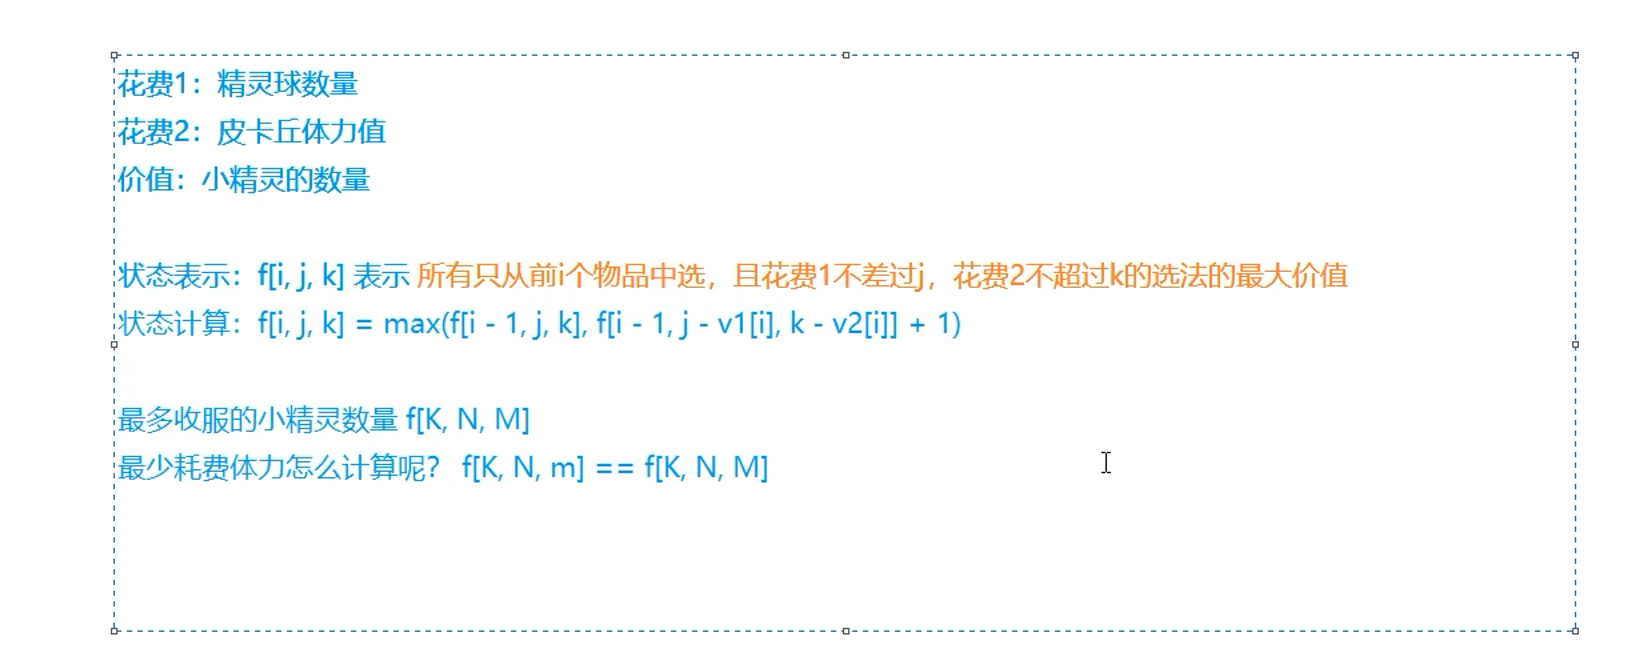 花费1：精灵球数量
花费2：皮卡丘体力值
价值：小精灵的数量
状态表示：f[i, j, k] 表示 所有只从前i个物品中选，且花费1不差过j，花费2不超过k的选法的最大价值
状态计算：f[i, j, k] = max(f[i - 1, j, k], f[i - 1, j - v1[i], k - v2[i]] + 1)
最多收服的小精灵数量 f[K, N, M]
最少耗费体力怎么计算呢？ f[K, N, m] == f[K, N, M]